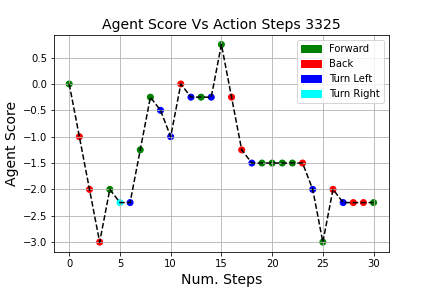 Agent Score Vs Action Steps 3325
Forward
Back
Turn Left
Turn Right
Agent Score
0.5
0.0
−0.5
−1.0
−1.5
−2.0
−2.5
−3.0
0 5 10 15 20 25 30
Num. Steps